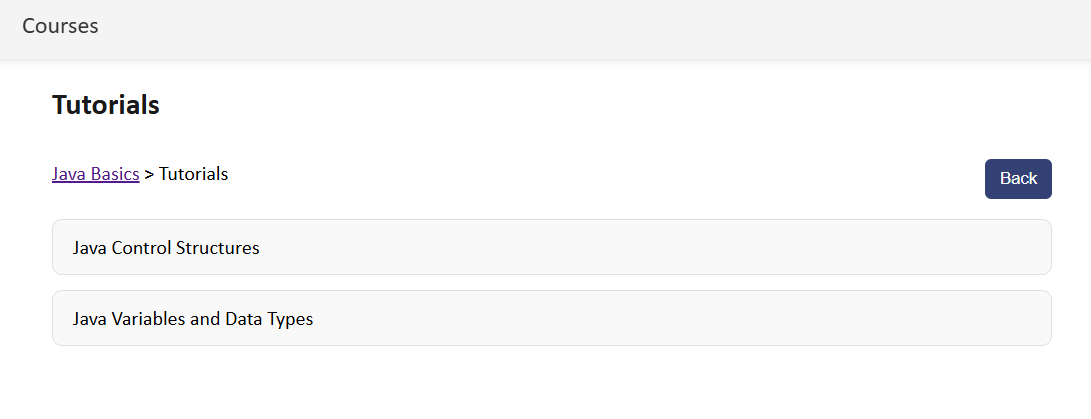 Courses
Tutorials
Java Basics > Tutorials
Back
Java Control Structures
Java Variables and Data Types